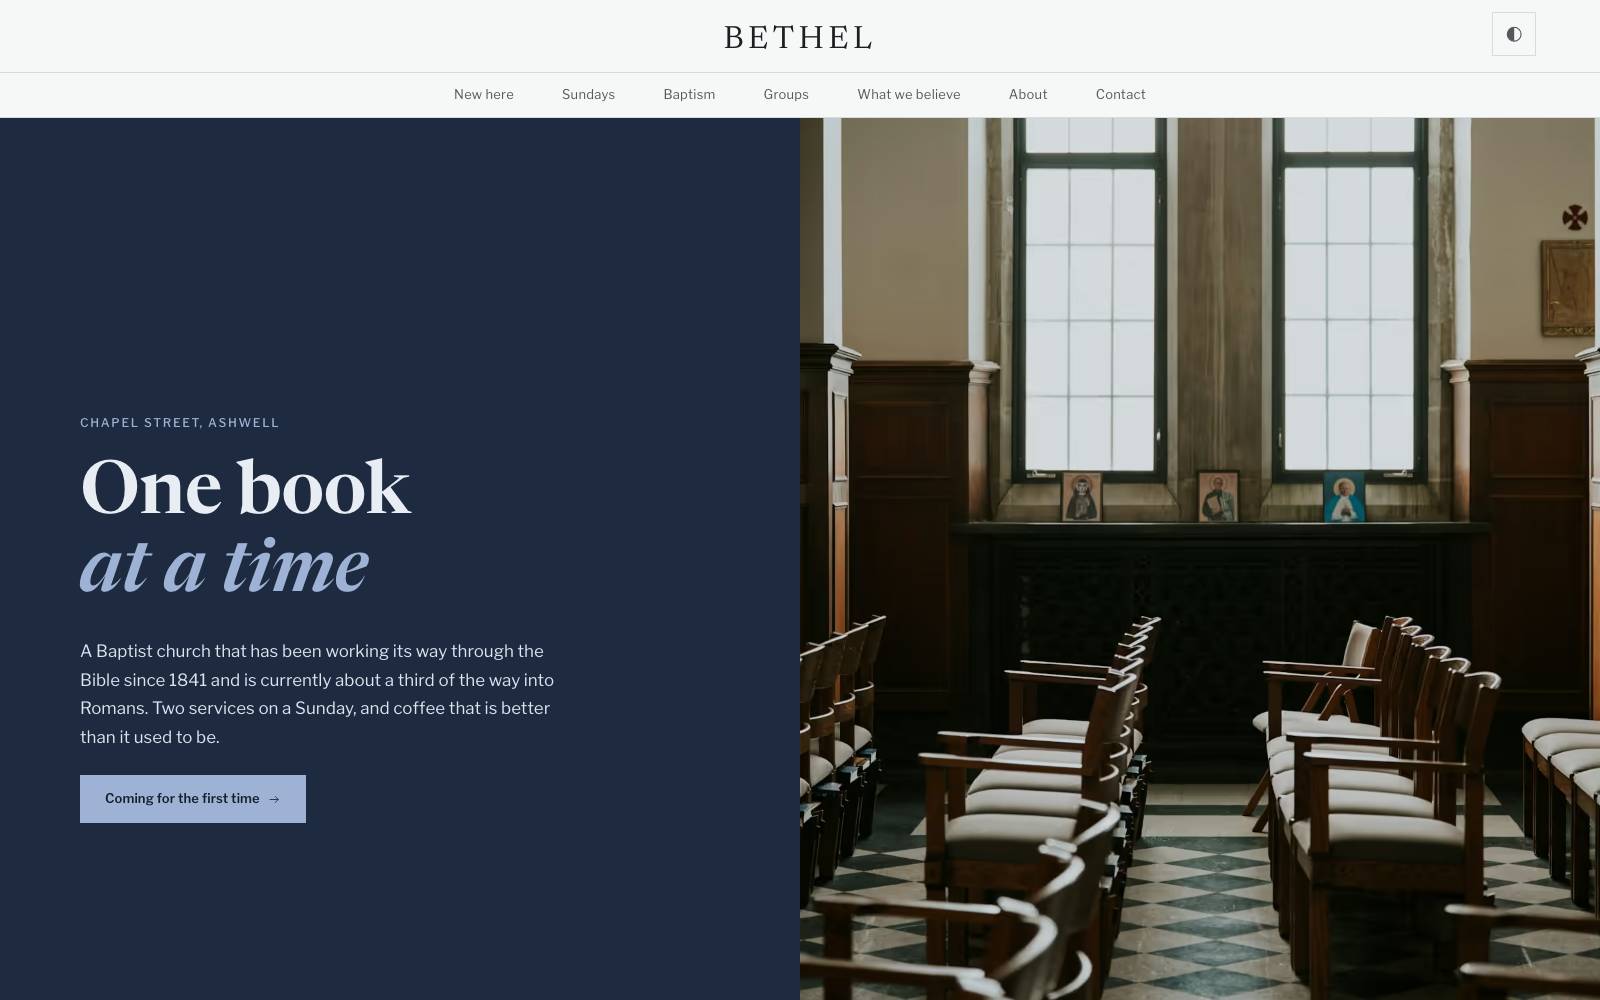 BETHEL
New here
Sundays
Baptism
Groups
What we believe
About
Contact
CHAPEL STREET, ASHWELL
One book
at a time
A Baptist church that has been working its way through the
Bible since 1841 and is currently about a third of the way into
Romans. Two services on a Sunday, and coffee that is better
than it used to be.
Coming for the first time →